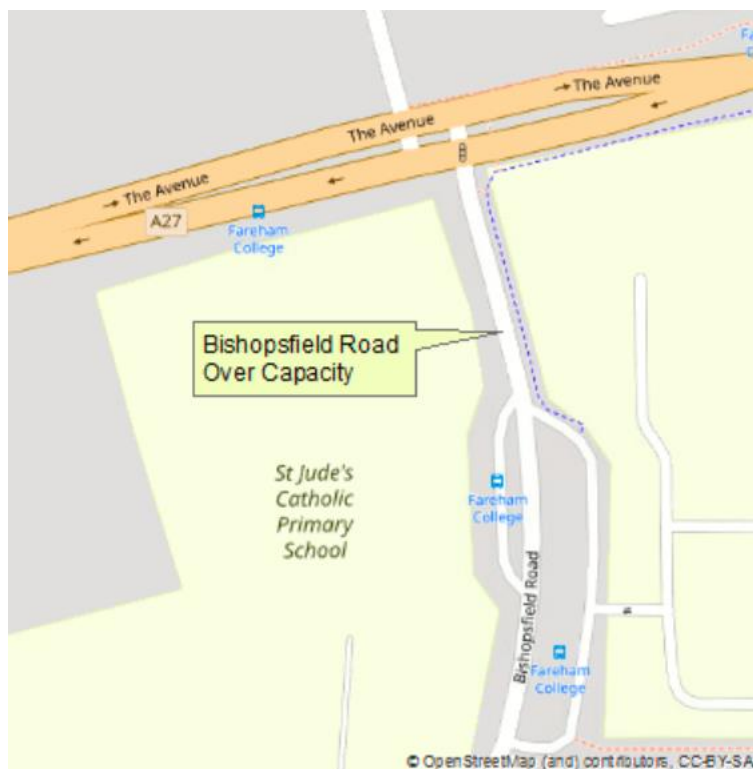 The Avenue
The Avenue
The Avenue
A27
Fareham
College
Bishopsfield Road
Over Capacity
St Jude's
Catholic
Primary
School
Fareham
College
Bishopsfield Road
Fareham
College
© OpenStreetMap (and) contributors, CC-BY-SA